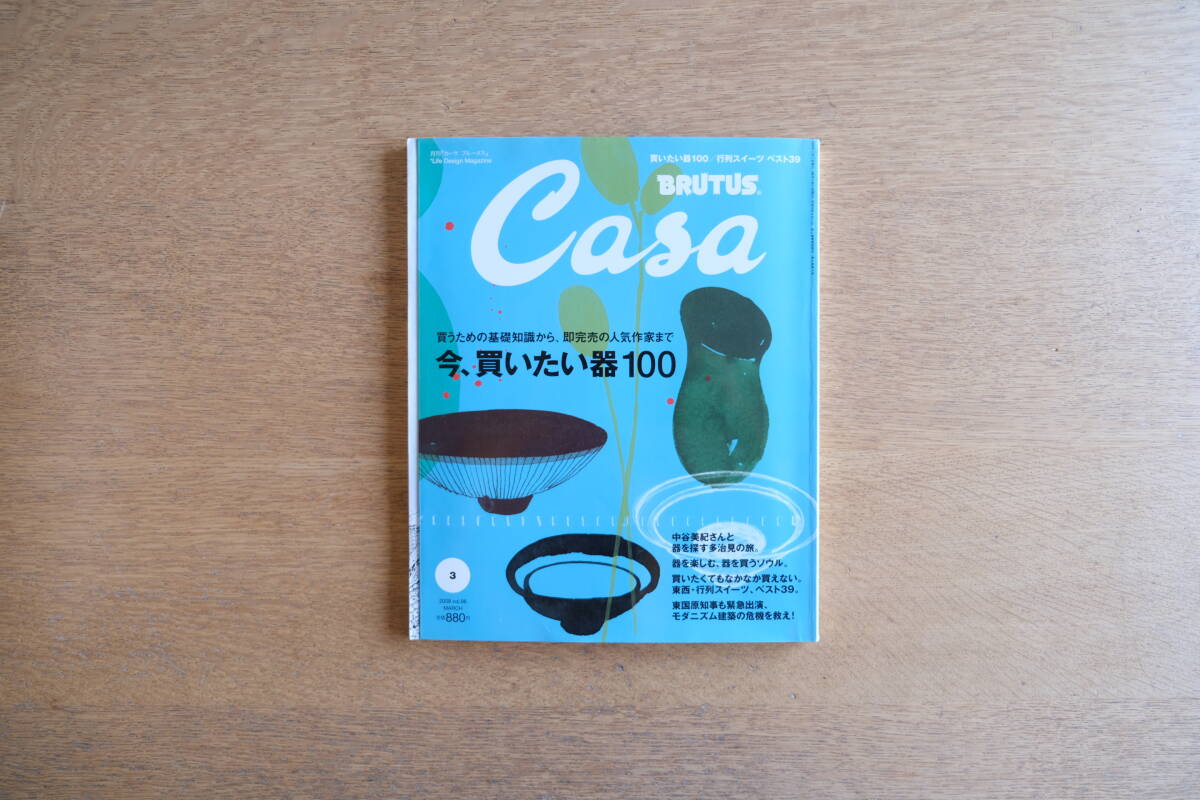 月刊『カーサ ブルータス』
"Life Design Magazine
買いたい器100/行列スイーツ ベスト39
BRUTUS®
Casa
買うための基礎知識から、即完売の人気作家まで
今、買いたい器100
中谷美紀さんと
器を探す多治見の旅。
器を楽しむ、器を買うソウル。
買いたくてもなかなか買えない。
東西・行列スイーツ、ベスト39。
東国原知事も緊急出演、
モダニズム建築の危機を救え!
3
2008 vol.96
MARCH
880円